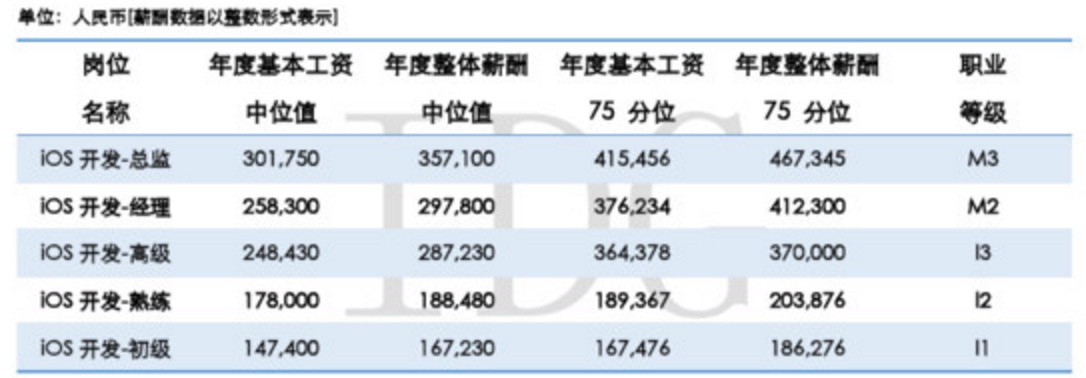 单位：人民币[薪酬数据以整数形式表示]
岗位 年度基本工资 年度整体薪酬 年度基本工资 年度整体薪酬 职业
名称 中位值 中位值 75 分位 75 分位 等级
iOS 开发-总监 301,750 357,100 415,456 467,345 M3
iOS 开发-经理 258,300 297,800 376,234 412,300 M2
iOS 开发-高级 248,430 287,230 364,378 370,000 I3
iOS 开发-熟练 178,000 188,480 189,367 203,876 I2
iOS 开发-初级 147,400 167,230 167,476 186,276 I1
IDG